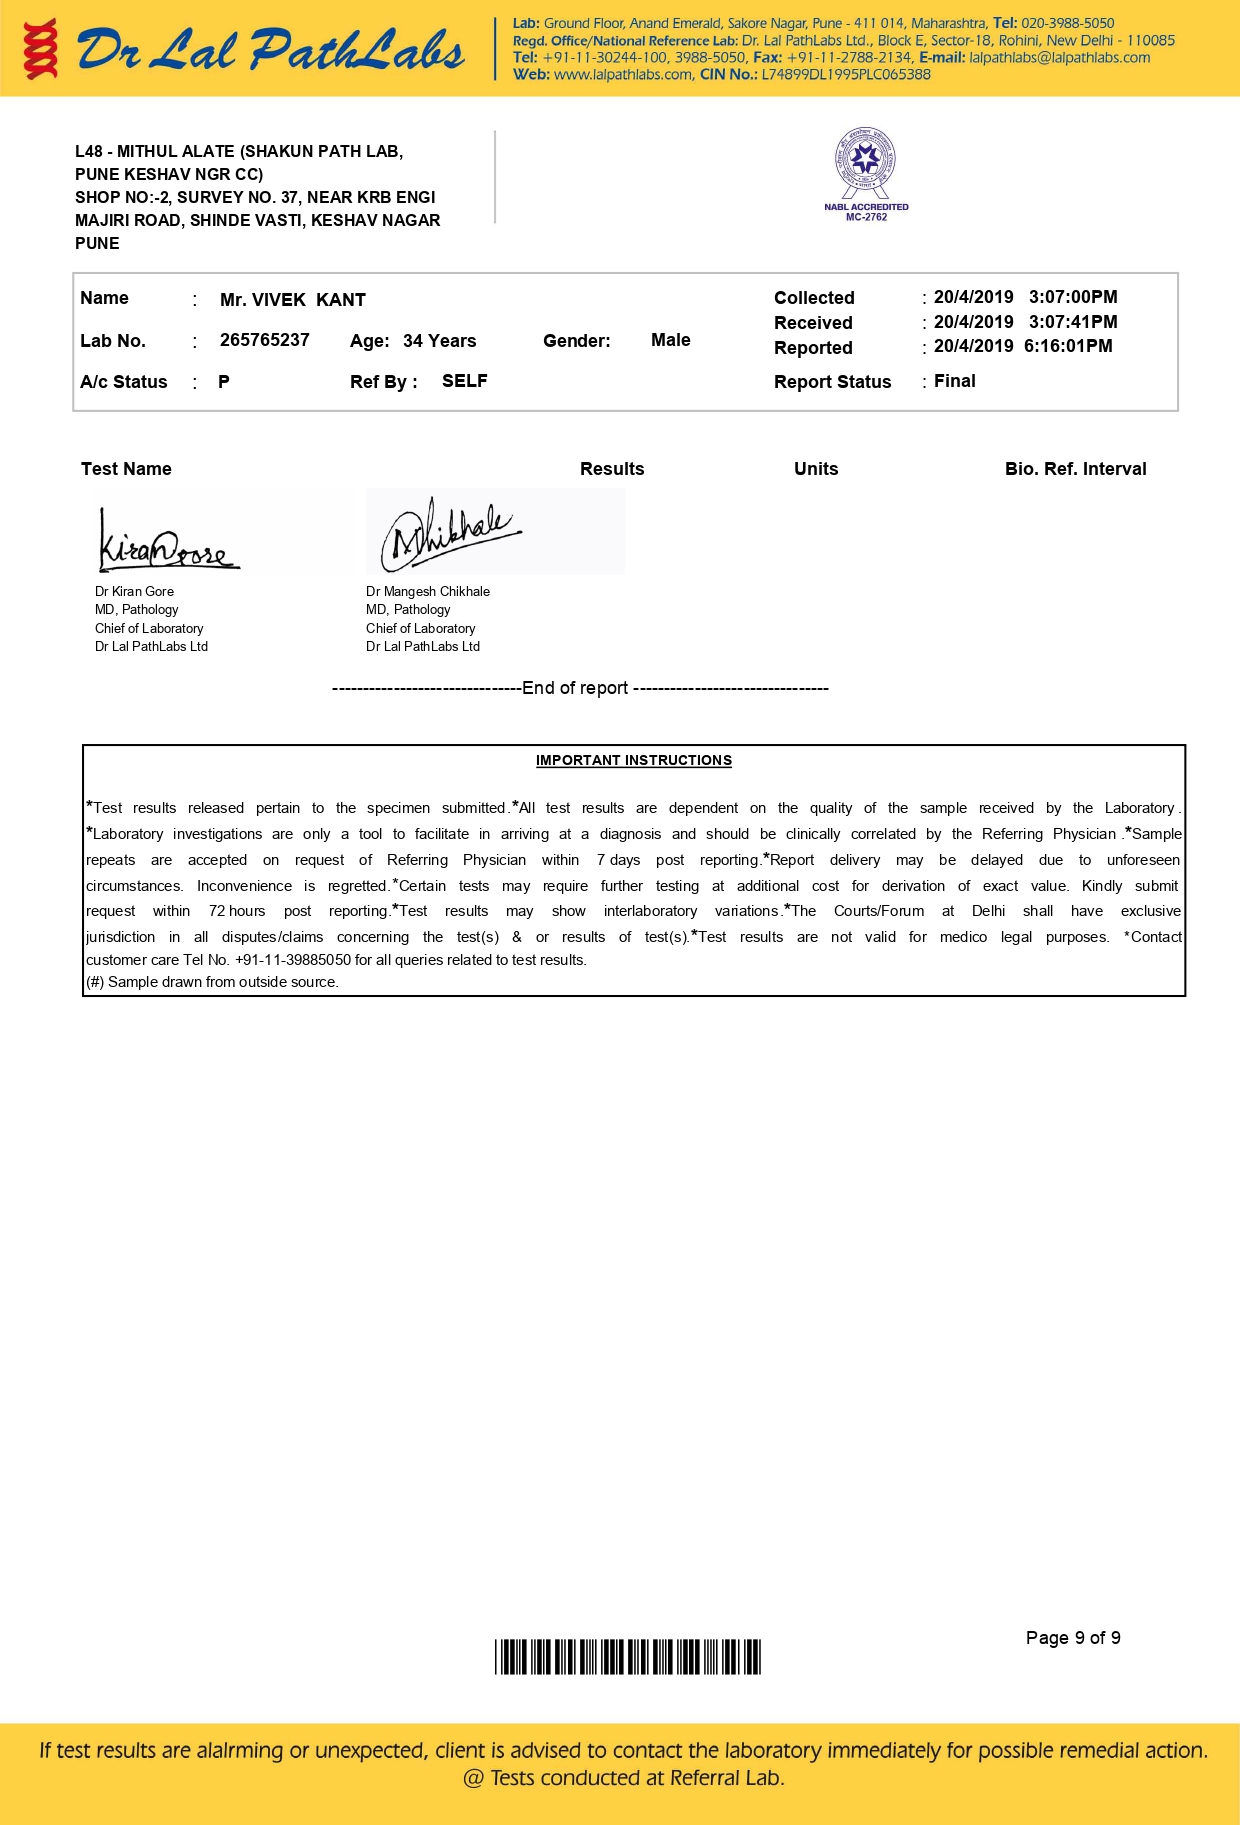 Dr Lal PathLabs
Lab: Ground Floor, Anand Emerald, Sakore Nagar, Pune - 411 014, Maharashtra, Tel: 020-3988-5050
Regd. Office/National Reference Lab: Dr. Lal PathLabs Ltd., Block E, Sector-18, Rohini, New Delhi - 110085
Tel: +91-11-30244-100, 3988-5050, Fax: +91-11-2788-2134, E-mail: lalpathlabs@lalpathlabs.com
Web: www.lalpathlabs.com, CIN No.: L74899DL1995PLC065388
L48 - MITHUL ALATE (SHAKUN PATH LAB,
PUNE KESHAV NGR CC)
SHOP NO:-2, SURVEY NO. 37, NEAR KRB ENGI
MAJIRI ROAD, SHINDE VASTI, KESHAV NAGAR
PUNE
NABL ACCREDITED
MC-2762
Name : Mr. VIVEK KANT
Collected : 20/4/2019 3:07:00PM
Received : 20/4/2019 3:07:41PM
Lab No. : 265765237 Age: 34 Years Gender: Male
Reported : 20/4/2019 6:16:01PM
A/c Status : P Ref By : SELF Report Status : Final
Test Name Results Units Bio. Ref. Interval
Kiran Gore
Dr Kiran Gore
MD, Pathology
Chief of Laboratory
Dr Lal PathLabs Ltd
Dr Mangesh Chikhale
MD, Pathology
Chief of Laboratory
Dr Lal PathLabs Ltd
-------------------------------End of report --------------------------------
IMPORTANT INSTRUCTIONS
*Test results released pertain to the specimen submitted.*All test results are dependent on the quality of the sample received by the Laboratory .
*Laboratory investigations are only a tool to facilitate in arriving at a diagnosis and should be clinically correlated by the Referring Physician .*Sample
repeats are accepted on request of Referring Physician within 7 days post reporting.*Report delivery may be delayed due to unforeseen
circumstances. Inconvenience is regretted.*Certain tests may require further testing at additional cost for derivation of exact value. Kindly submit
request within 72 hours post reporting.*Test results may show interlaboratory variations.*The Courts/Forum at Delhi shall have exclusive
jurisdiction in all disputes/claims concerning the test(s) & or results of test(s).*Test results are not valid for medico legal purposes. *Contact
customer care Tel No. +91-11-39885050 for all queries related to test results.
(#) Sample drawn from outside source.
Page 9 of 9
If test results are alalrming or unexpected, client is advised to contact the laboratory immediately for possible remedial action.
@ Tests conducted at Referral Lab.